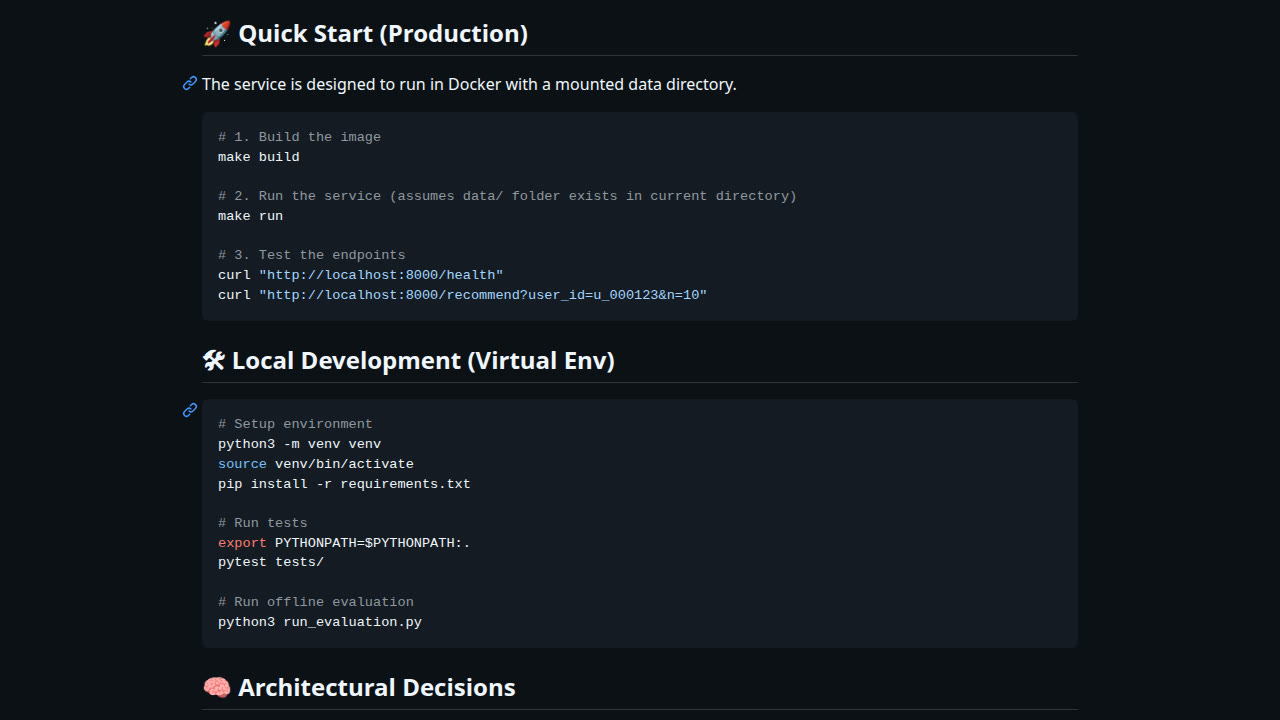 🚀 Quick Start (Production)
The service is designed to run in Docker with a mounted data directory.
# 1. Build the image
make build
# 2. Run the service (assumes data/ folder exists in current directory)
make run
# 3. Test the endpoints
curl "http://localhost:8000/health"
curl "http://localhost:8000/recommend?user_id=u_000123&n=10"
🛠 Local Development (Virtual Env)
# Setup environment
python3 -m venv venv
source venv/bin/activate
pip install -r requirements.txt
# Run tests
export PYTHONPATH=$PYTHONPATH:.
pytest tests/
# Run offline evaluation
python3 run_evaluation.py
🧠 Architectural Decisions